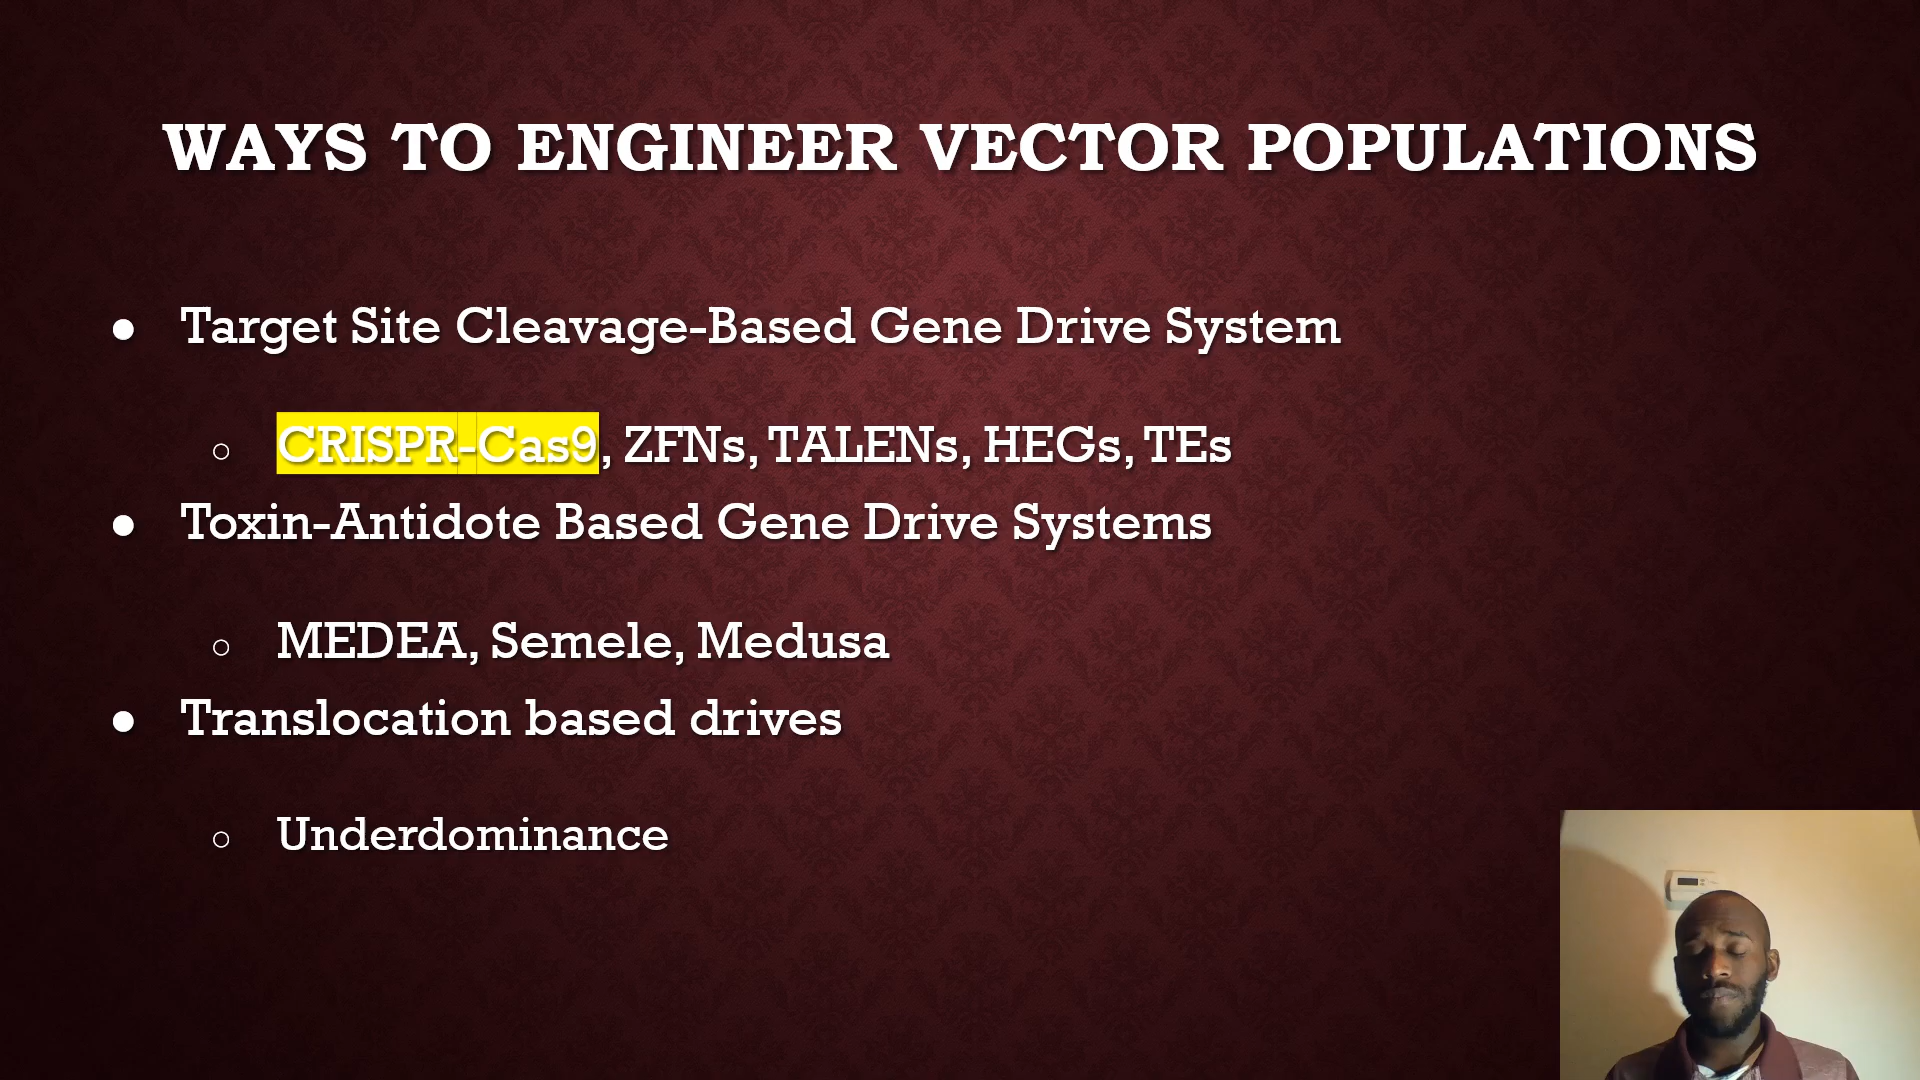 WAYS TO ENGINEER VECTOR POPULATIONS
● Target Site Cleavage-Based Gene Drive System
○ CRISPR-Cas9, ZFNs, TALENs, HEGs, TEs
● Toxin-Antidote Based Gene Drive Systems
○ MEDEA, Semele, Medusa
● Translocation based drives
○ Underdominance